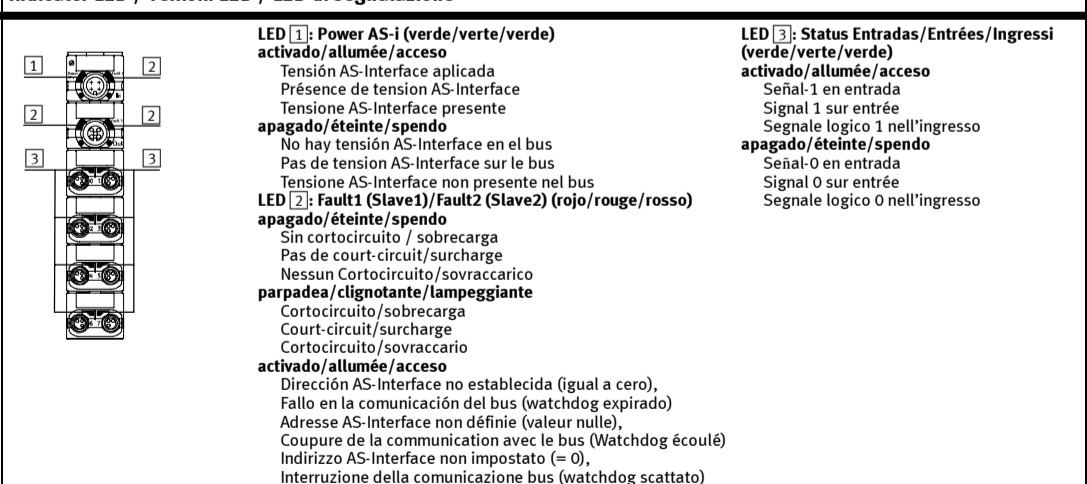 1
2
2
2
3
3
LED 1: Power AS-i (verde/verte/verde)
activado/allumée/acceso
Tensión AS-Interface aplicada
Présence de tension AS-Interface
Tensione AS-Interface presente
apagado/éteinte/spendo
No hay tensión AS-Interface en el bus
Pas de tension AS-Interface sur le bus
Tensione AS-Interface non presente nel bus
LED 2: Fault1 (Slave1)/Fault2 (Slave2) (rojo/rouge/rosso)
apagado/éteinte/spendo
Sin cortocircuito / sobrecarga
Pas de court-circuit/surcharge
Nessun Cortocircuito/sovraccarico
parpadea/clignotante/lampeggiante
Cortocircuito/sobrecarga
Court-circuit/surcharge
Cortocircuito/sovraccario
activado/allumée/acceso
Dirección AS-Interface no establecida (igual a cero),
Fallo en la comunicación del bus (watchdog expirado)
Adresse AS-Interface non définie (valeur nulle),
Coupure de la communication avec le bus (Watchdog écoulé)
Indirizzo AS-Interface non impostato (= 0),
Interruzione della comunicazione bus (watchdog scattato)
LED 3: Status Entradas/Entrées/Ingressi
(verde/verte/verde)
activado/allumée/acceso
Señal-1 en entrada
Signal 1 sur entrée
Segnale logico 1 nell'ingresso
apagado/éteinte/spendo
Señal-0 en entrada
Signal 0 sur entrée
Segnale logico 0 nell'ingresso